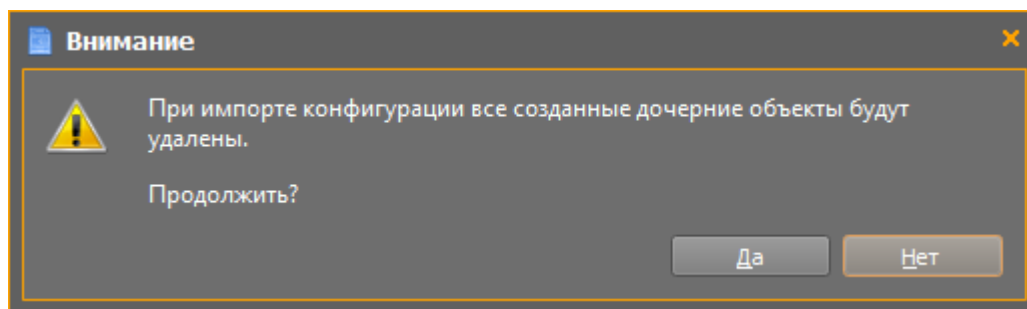 Внимание
При импорте конфигурации все созданные дочерние объекты будут
удалены.
Продолжить?
Да
Нет